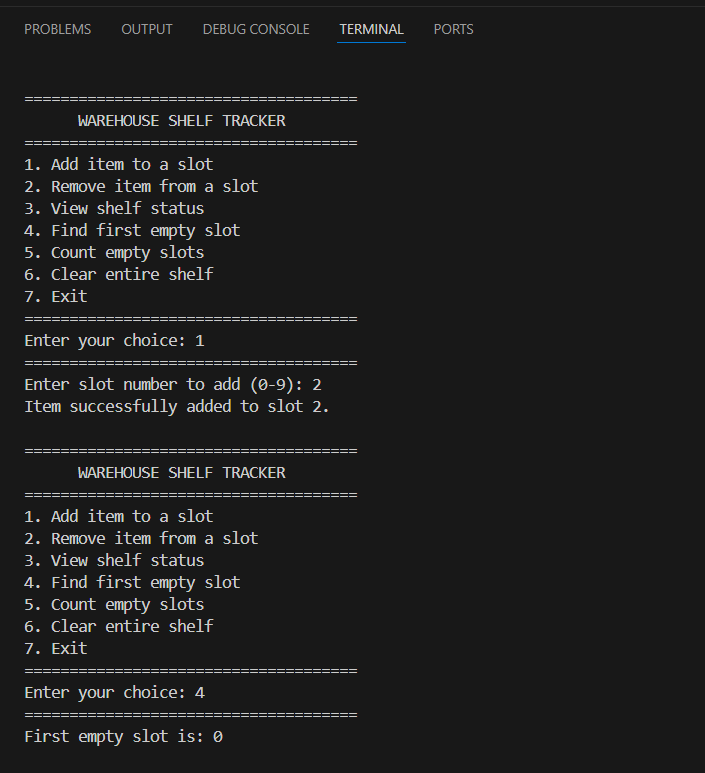 PROBLEMS OUTPUT DEBUG CONSOLE TERMINAL PORTS
=====================================
WAREHOUSE SHELF TRACKER
=====================================
1. Add item to a slot
2. Remove item from a slot
3. View shelf status
4. Find first empty slot
5. Count empty slots
6. Clear entire shelf
7. Exit
=====================================
Enter your choice: 1
=====================================
Enter slot number to add (0-9): 2
Item successfully added to slot 2.
=====================================
WAREHOUSE SHELF TRACKER
=====================================
1. Add item to a slot
2. Remove item from a slot
3. View shelf status
4. Find first empty slot
5. Count empty slots
6. Clear entire shelf
7. Exit
=====================================
Enter your choice: 4
=====================================
First empty slot is: 0